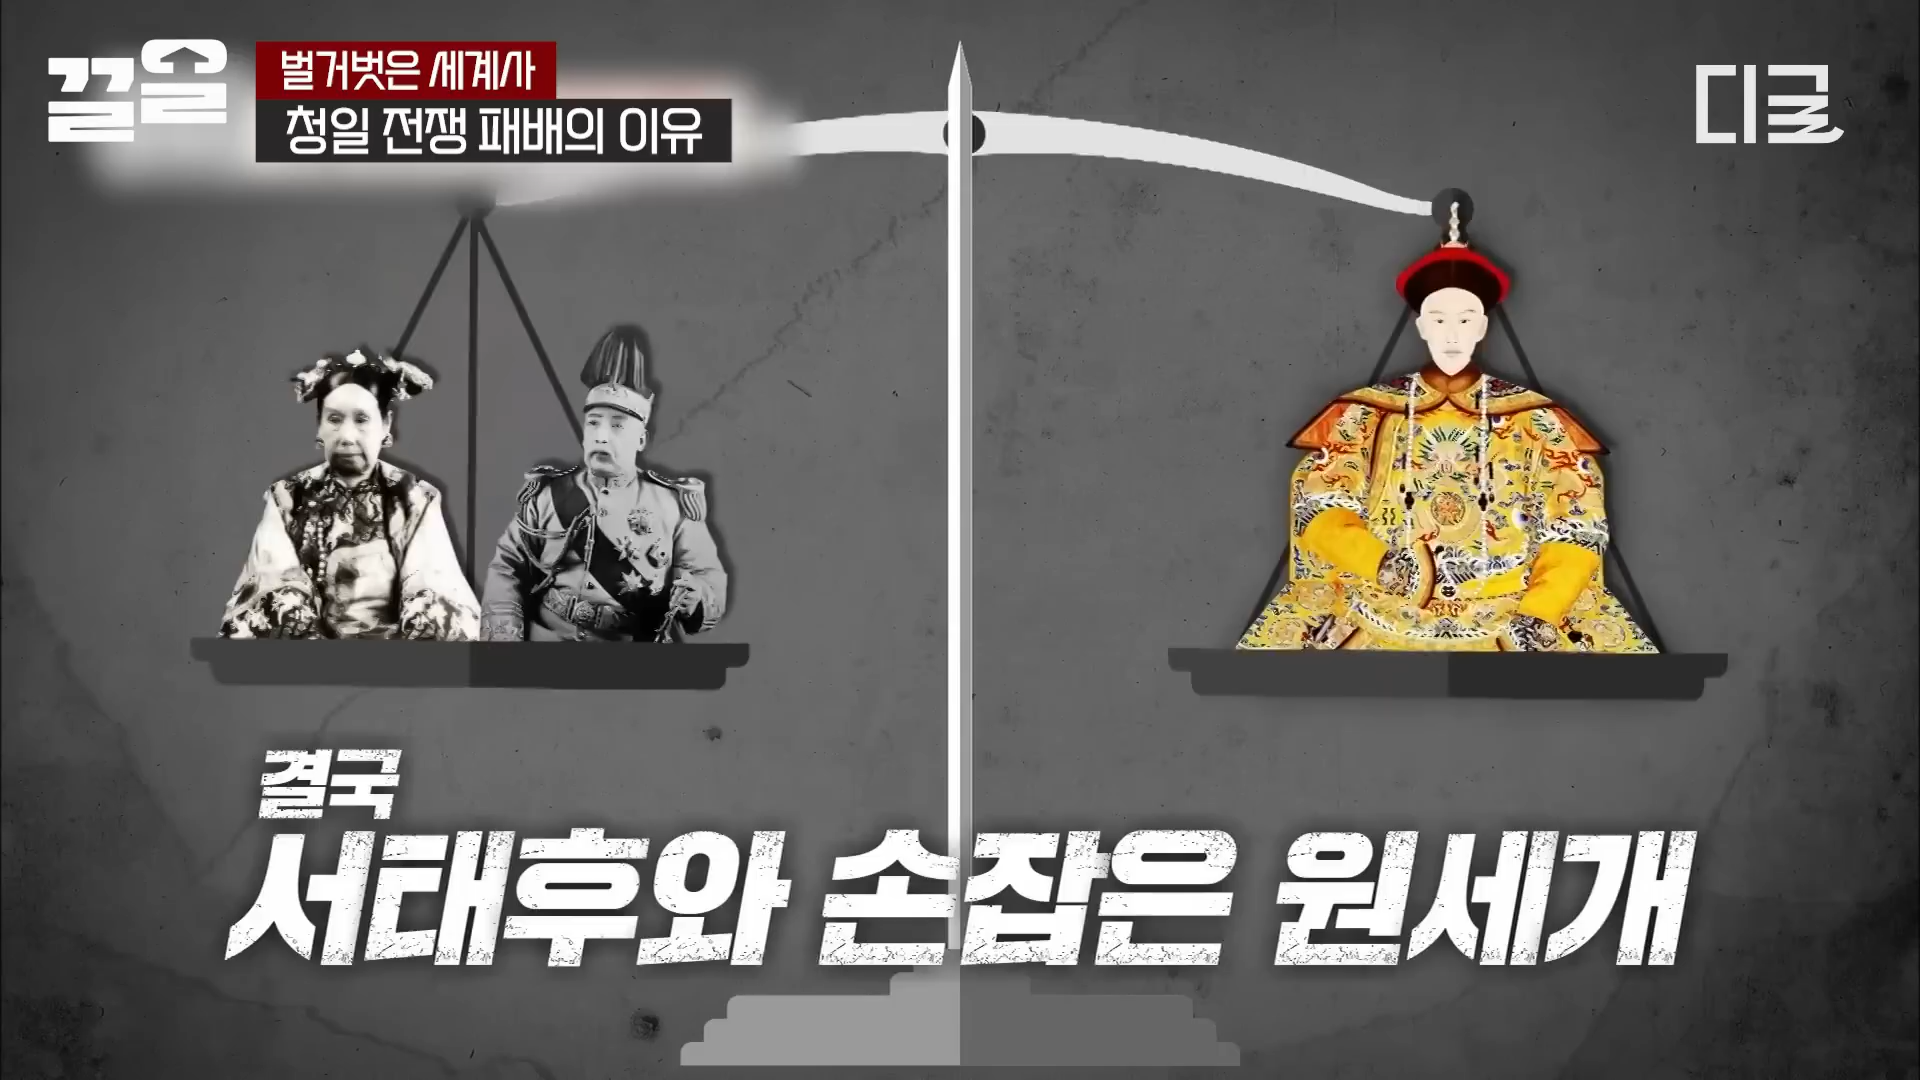 끌올
벌거벗은 세계사
청일 전쟁 패배의 이유
디글
결국
서태후와 손잡은 원세개